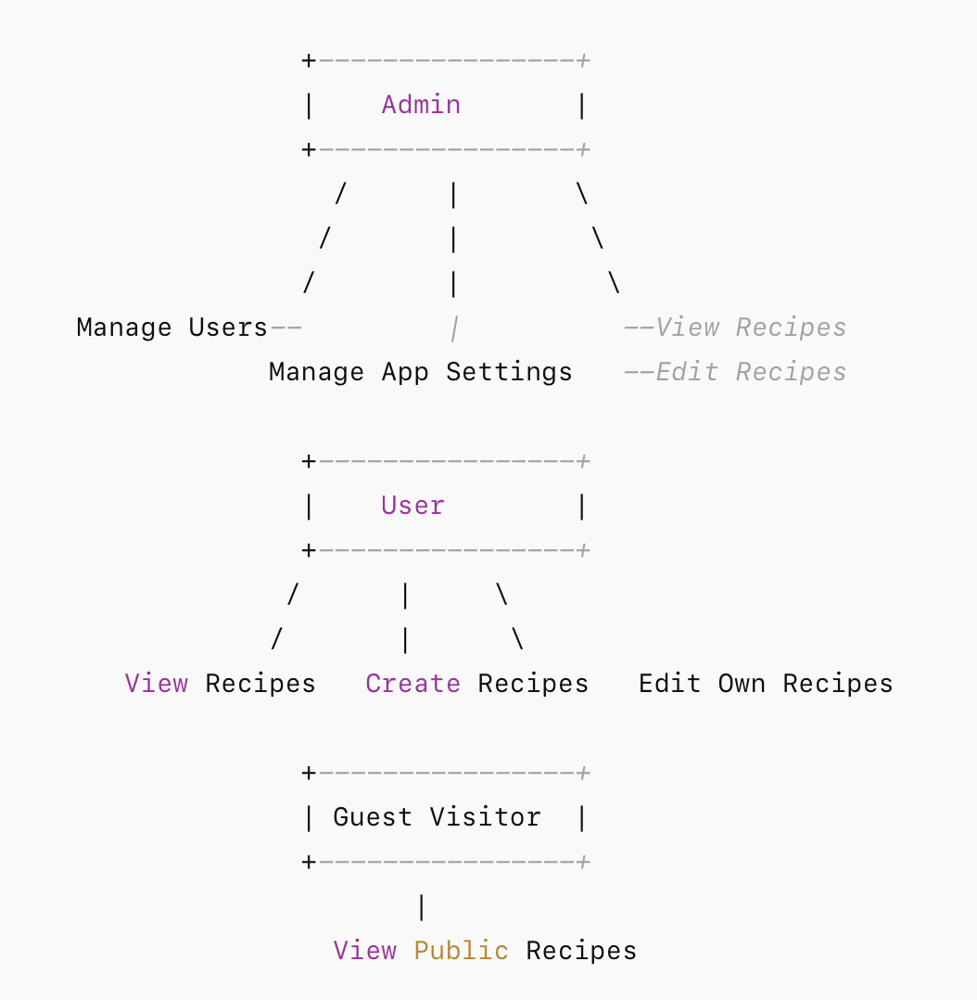 +----------------+
|    Admin       |
+----------------+
  /      |       \
 /       |        \
/        |         \
Manage Users--         |          --View Recipes
Manage App Settings   --Edit Recipes
+----------------+
|    User        |
+----------------+
/      |     \
/       |      \
View Recipes   Create Recipes   Edit Own Recipes
+----------------+
| Guest Visitor  |
+----------------+
|
View Public Recipes